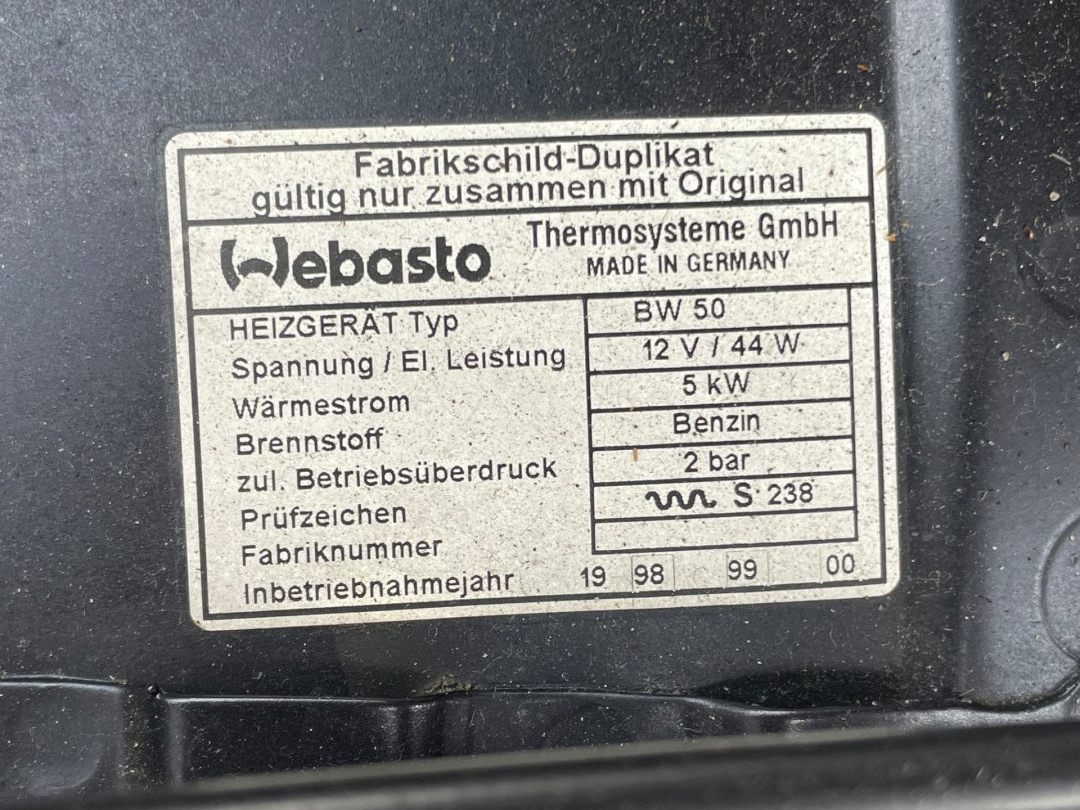 Fabrikschild-Duplikat
gültig nur zusammen mit Original
Webasto Thermosysteme GmbH
MADE IN GERMANY
HEIZGERÄT Typ BW 50
Spannung / El. Leistung 12 V / 44 W
Wärmestrom 5 kW
Brennstoff Benzin
zul. Betriebsüberdruck 2 bar
Prüfzeichen S 238
Fabriknummer
Inbetriebnahmejahr 19 98 99 00